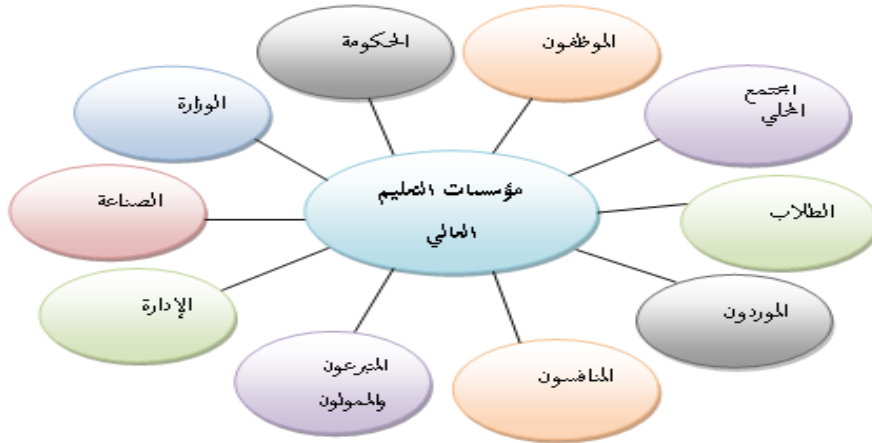 الموظفون
الحكومة
المجتمع
المحلي
الوزارة
مؤسسات التعليم
العالي
الطلاب
الصناعة
الموردون
الإدارة
المنافسون
المتبرعون
والممولون